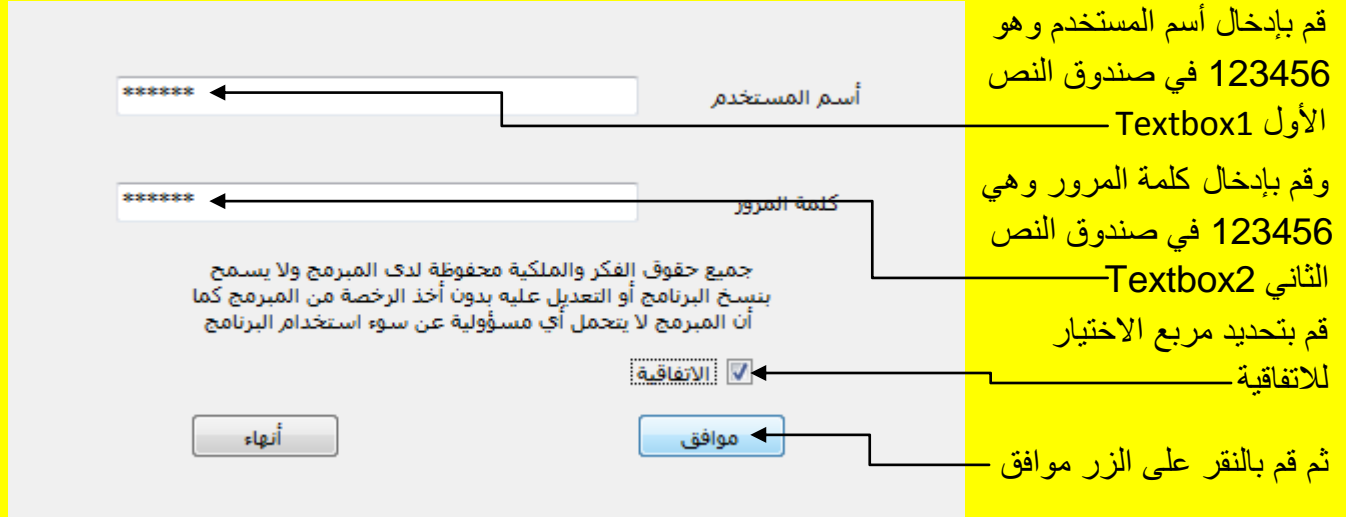 قم بإدخال أسم المستخدم وهو
123456 في صندوق النص
الأول Textbox1
وقم بإدخال كلمة المرور وهي
123456 في صندوق النص
الثاني Textbox2
قم بتحديد مربع الاختيار
للاتفاقية
ثم قم بالنقر على الزر موافق
أسم المستخدم
******
كلمة المرور
******
جميع حقوق الفكر والملكية محفوظة لدى المبرمج ولا يسمح
بنسخ البرنامج أو التعديل عليه بدون أخذ الرخصة من المبرمج كما
أن المبرمج لا يتحمل أي مسؤولية عن سوء استخدام البرنامج
الاتفاقية
موافق
أنهاء